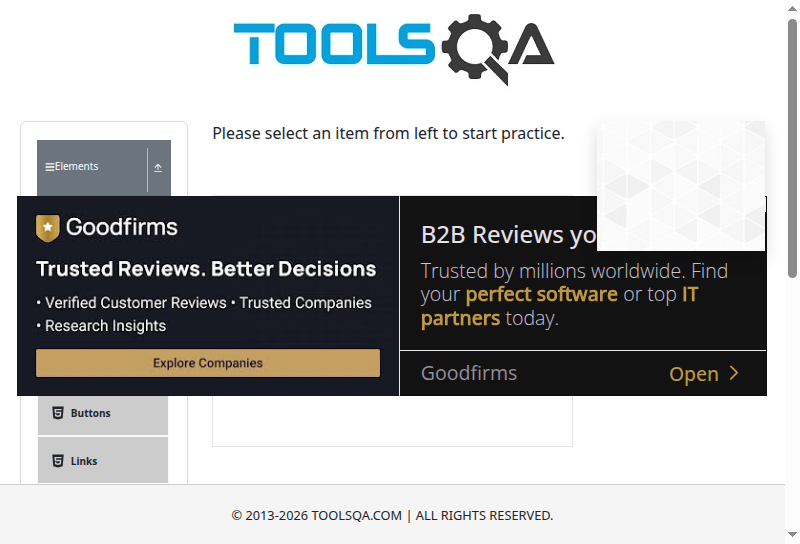 TOOLSQA
Please select an item from left to start practice.
Elements
Goodfirms
Trusted Reviews. Better Decisions
• Verified Customer Reviews • Trusted Companies
• Research Insights
Explore Companies
B2B Reviews yo
Trusted by millions worldwide. Find
your perfect software or top IT
partners today.
Goodfirms
Open
Buttons
Links
© 2013-2026 TOOLSQA.COM | ALL RIGHTS RESERVED.